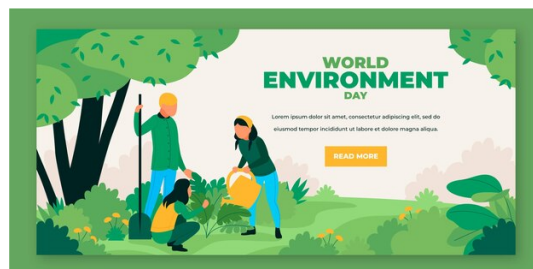 WORLD
ENVIRONMENT
DAY
Lorem ipsum dolor sit amet, consectetur adipiscing elit, sed do
eiusmod tempor incididunt ut labore et dolore magna aliqua.
READ MORE